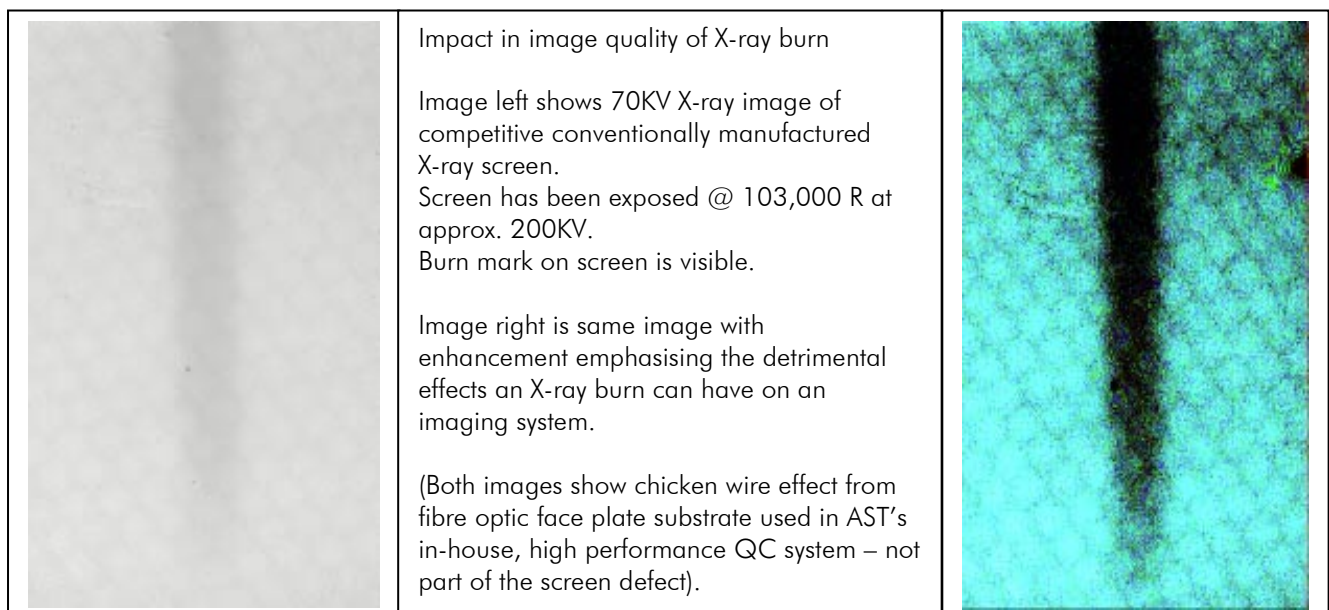 Impact in image quality of X-ray burn
Image left shows 70KV X-ray image of
competitive conventionally manufactured
X-ray screen.
Screen has been exposed @ 103,000 R at
approx. 200KV.
Burn mark on screen is visible.
Image right is same image with
enhancement emphasising the detrimental
effects an X-ray burn can have on an
imaging system.
(Both images show chicken wire effect from
fibre optic face plate substrate used in AST’s
in-house, high performance QC system – not
part of the screen defect).